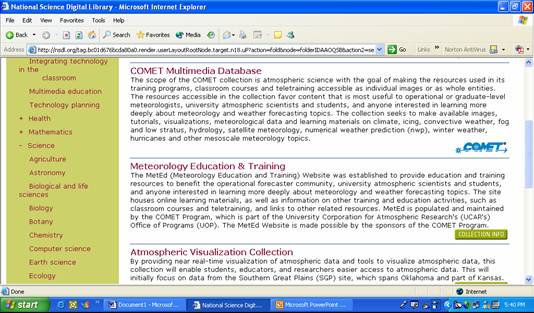 National Science Digital Library - Microsoft Internet Explorer
File Edit View Favorites Tools Help
Back Search Favorites Media
Address http://nsdl.org/tag.bc01d676bcda80a0.render.userLayoutRootNode.target.n18.uP?action=fold&nodeId=folderIDAAOQSB&action2=se Go Links Norton AntiVirus
Integrating technology
in the
classroom
Multimedia education
Technology planning
+ Health
+ Mathematics
- Science
Agriculture
Astronomy
Biological and life
sciences
Biology
Botany
Chemistry
Computer science
Earth science
Ecology
COMET Multimedia Database
The scope of the COMET collection is atmospheric science with the goal of making the resources used in its
training programs, classroom courses and teletraining accessible as individual images or as whole entities.
The resources accessible in the collection favor content that is most useful to operational or graduate-level
meteorologists, university atmospheric scientists and students, and anyone interested in learning more
deeply about meteorology and weather forecasting topics. The collection seeks to make available images,
tutorials, visualizations, meteorological data and learning materials on climate, icing, convective weather, fog
and low stratus, hydrology, satellite meteorology, numerical weather prediction (nwp), winter weather,
hurricanes and other mesoscale meteorology topics.
COMET
Meteorology Education & Training
The MetEd (Meteorology Education and Training) Website was established to provide education and training
resources to benefit the operational forecaster community, university atmospheric scientists and students,
and anyone interested in learning more deeply about meteorology and weather forecasting topics. The site
houses online learning materials, as well as information on other training and education activities, such as
classroom courses and teletraining, and links to other related resources. MetEd is populated and maintained
by the COMET Program, which is part of the University Corporation for Atmospheric Research's (UCAR's)
Office of Programs (UOP). The MetEd Website is made possible by the sponsors of the COMET Program.
COLLECTION INFO
Atmospheric Visualization Collection
By providing near real-time visualization of atmospheric data and tools to visualize atmospheric data, this
collection will enable students, educators, and researchers easier access to atmospheric data. This will
initially focus on data from the Southern Great Plains (SGP) site, which spans Oklahoma and part of Kansas.
Done Internet
start Document1 - Microsof... National Science Digit... Microsoft PowerPoint ... 5:40 PM